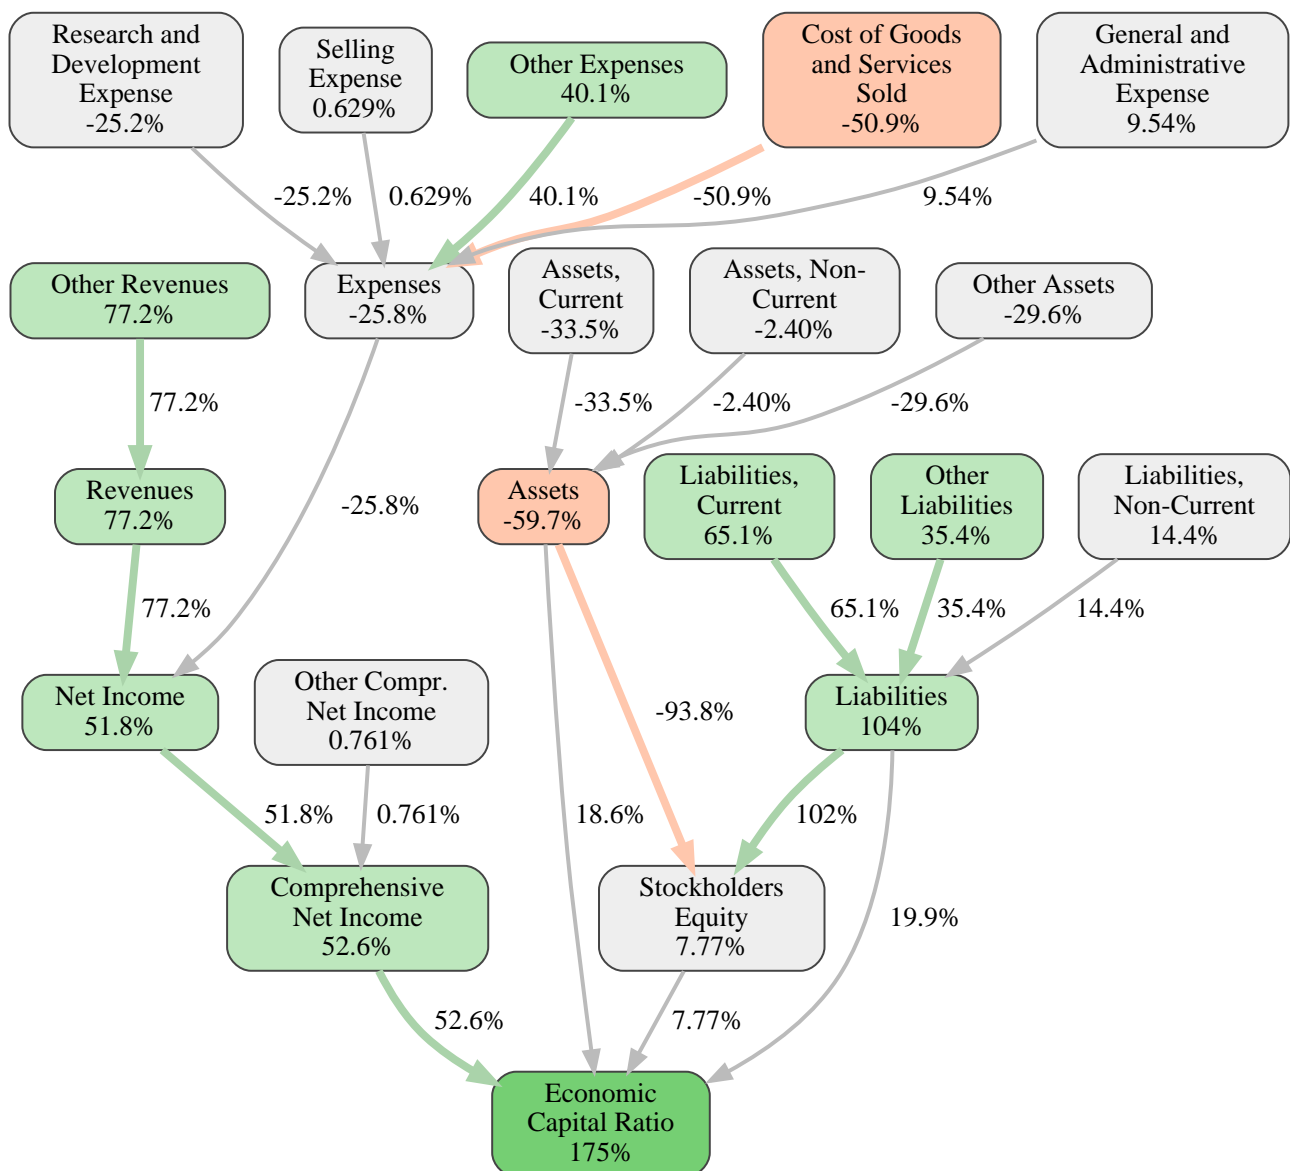 Research and
Development
Expense
-25.2%
Selling
Expense
0.629%
Other Expenses
40.1%
Cost of Goods
and Services
Sold
-50.9%
General and
Administrative
Expense
9.54%
-25.2%
0.629%
40.1%
-50.9%
9.54%
Other Revenues
77.2%
Expenses
-25.8%
Assets,
Current
-33.5%
Assets, Non-
Current
-2.40%
Other Assets
-29.6%
77.2%
-33.5%
-2.40%
-29.6%
Revenues
77.2%
-25.8%
Assets
-59.7%
Liabilities,
Current
65.1%
Other
Liabilities
35.4%
Liabilities,
Non-Current
14.4%
77.2%
65.1%
35.4%
14.4%
Net Income
51.8%
Other Compr.
Net Income
0.761%
-93.8%
Liabilities
104%
51.8%
0.761%
18.6%
102%
Comprehensive
Net Income
52.6%
Stockholders
Equity
7.77%
19.9%
52.6%
7.77%
Economic
Capital Ratio
175%